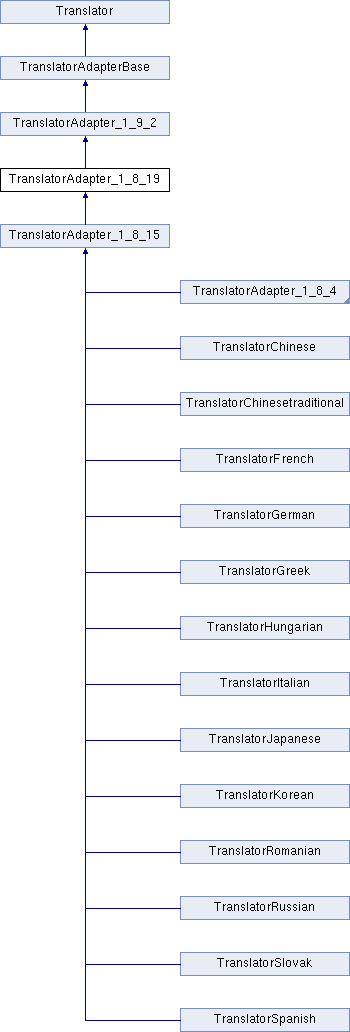 Translator
TranslatorAdapterBase
TranslatorAdapter_1_9_2
TranslatorAdapter_1_8_19
TranslatorAdapter_1_8_15
TranslatorAdapter_1_8_4
TranslatorChinese
TranslatorChinesetraditional
TranslatorFrench
TranslatorGerman
TranslatorGreek
TranslatorHungarian
TranslatorItalian
TranslatorJapanese
TranslatorKorean
TranslatorRomanian
TranslatorRussian
TranslatorSlovak
TranslatorSpanish